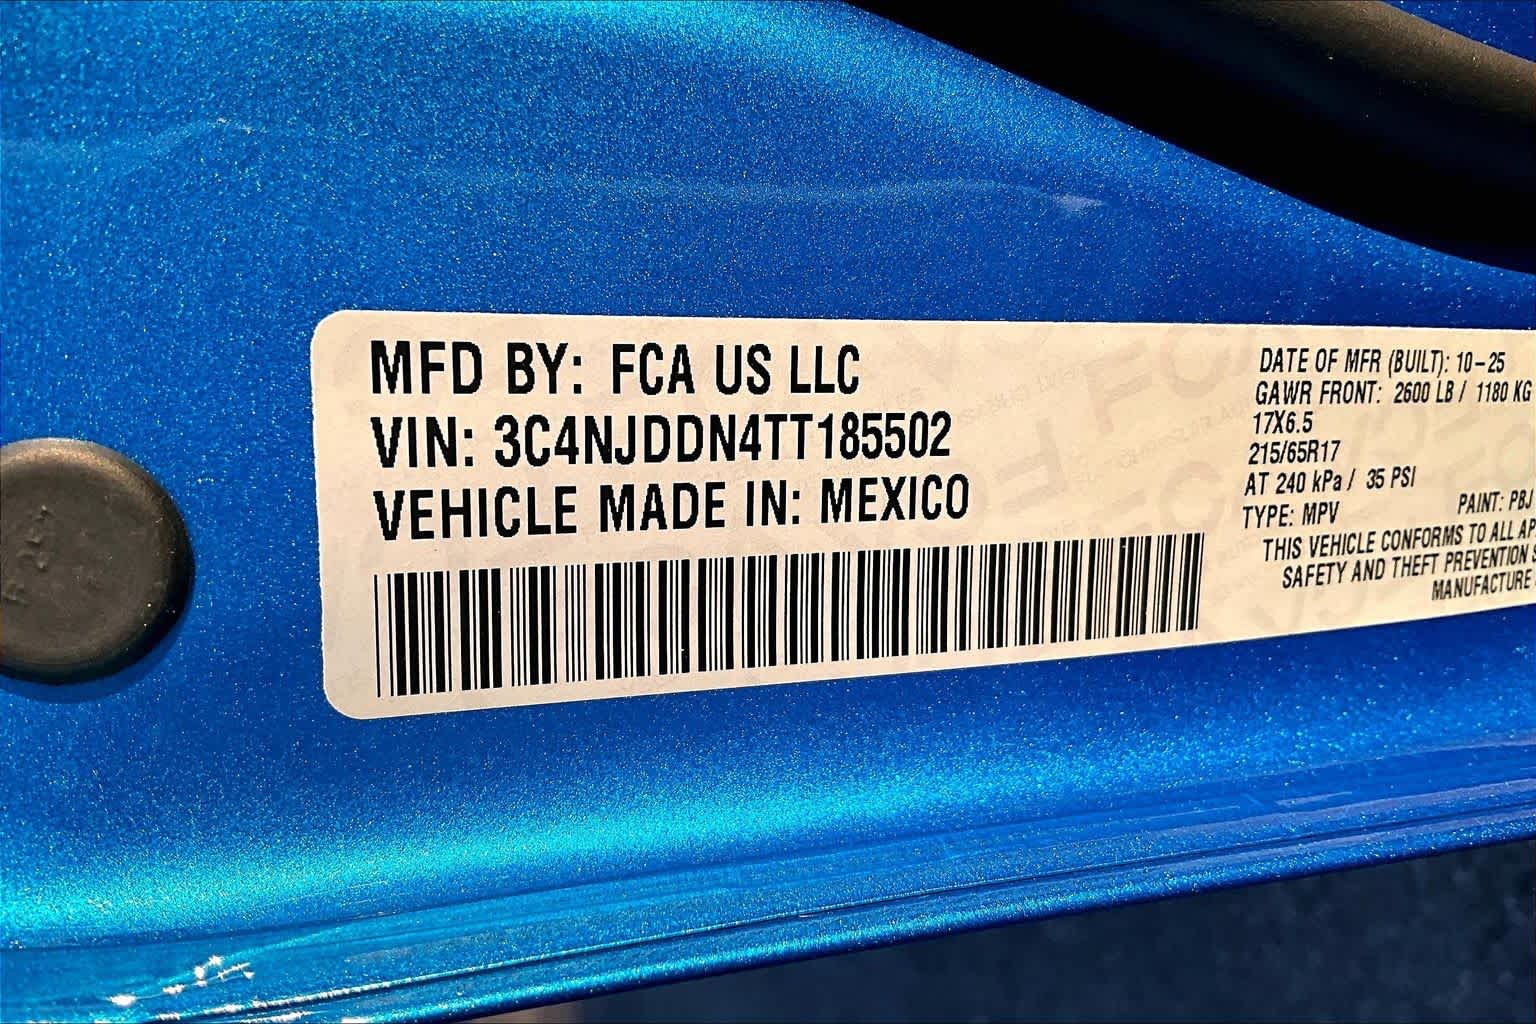 MFD BY: FCA US LLC
VIN: 3C4NJDDN4TT185502
VEHICLE MADE IN: MEXICO
DATE OF MFR (BUILT): 10-25
GAWR FRONT: 2600 LB / 1180 KG
17X6.5
215/65R17
AT 240 kPa / 35 PSI
TYPE: MPV PAINT: PBJ
THIS VEHICLE CONFORMS TO ALL AP
SAFETY AND THEFT PREVENTION S
MANUFACTURE